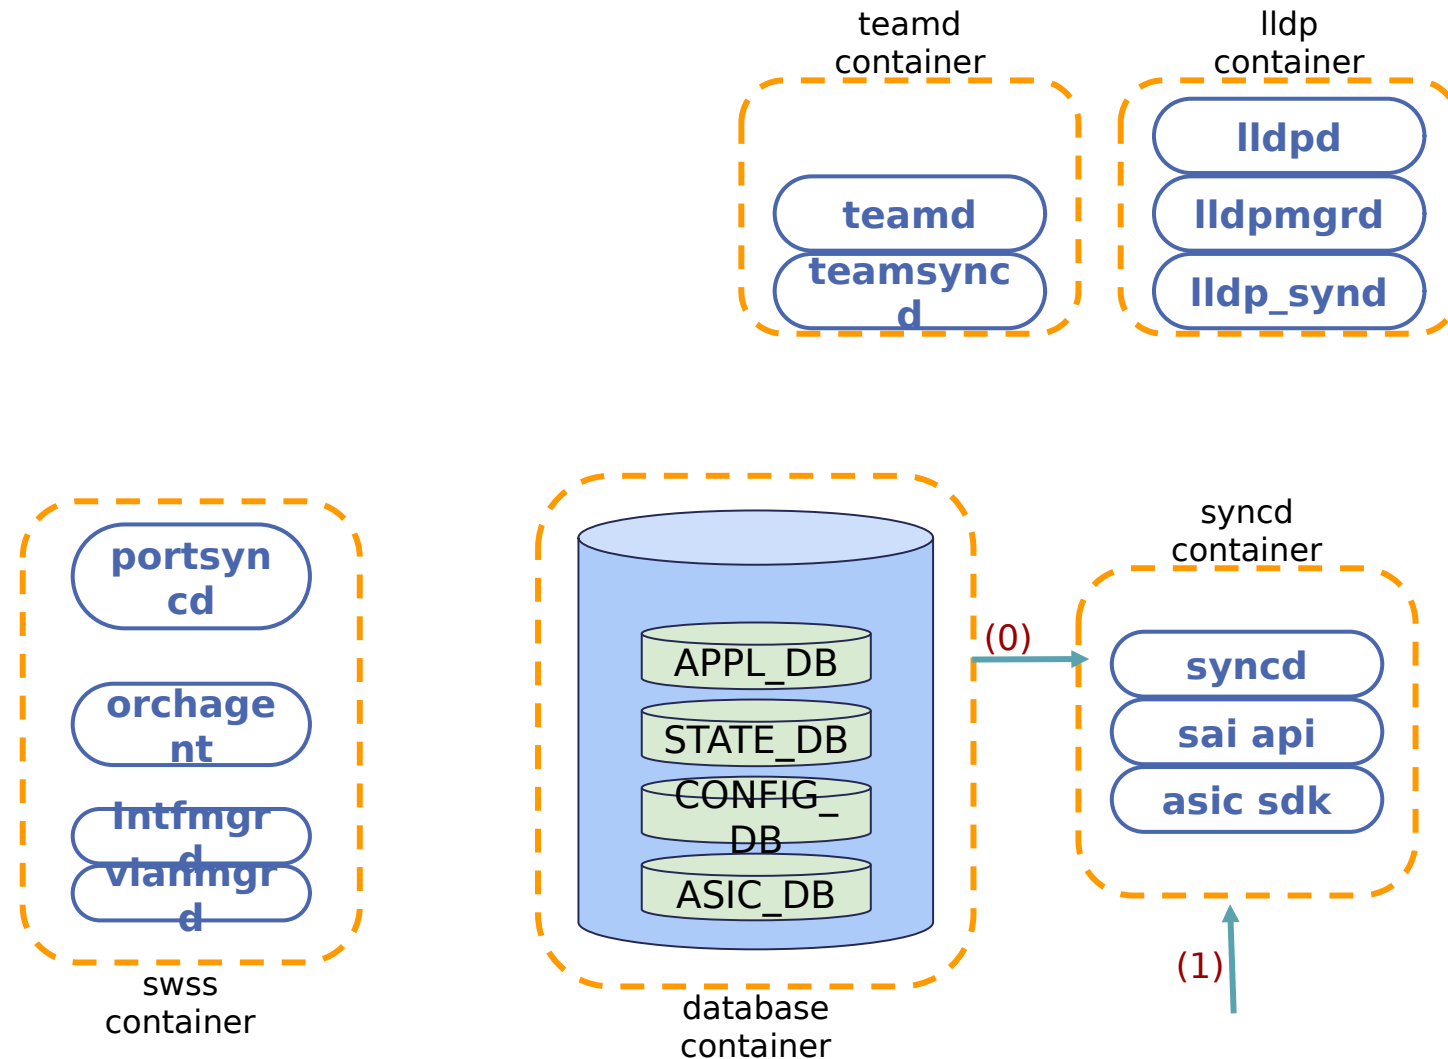 teamd
container
lldp
container
lldpd
teamd
lldpmgrd
teamsync
d
lldp_synd
portsyn
cd
orchage
nt
Intfmgr
d
vlanmgr
d
swss
container
APPL_DB
STATE_DB
CONFIG_
DB
ASIC_DB
database
container
(0)
syncd
container
syncd
sai api
asic sdk
(1)